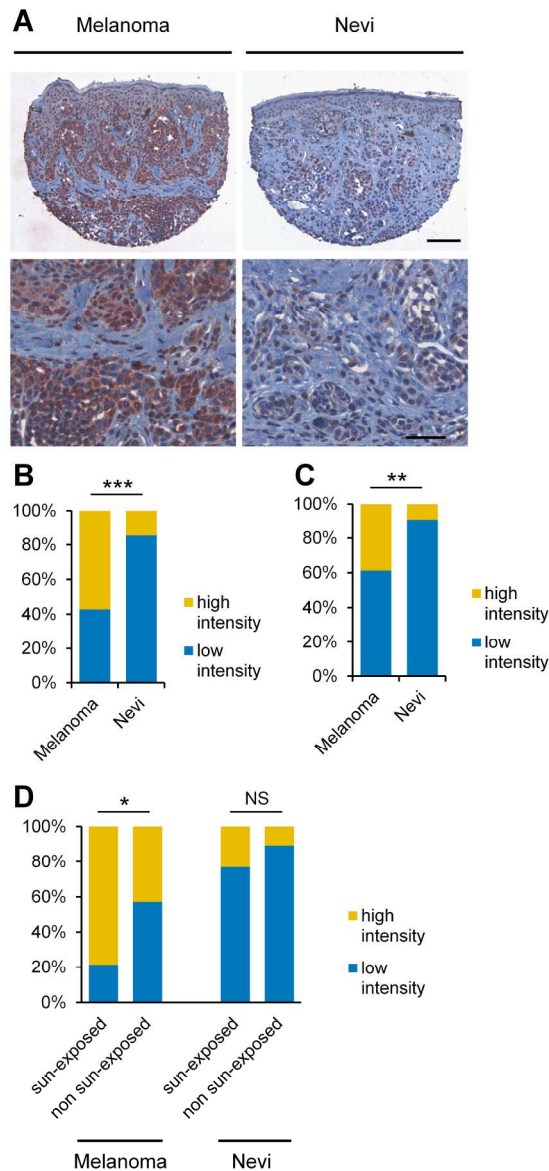 A
Melanoma
Nevi
B
***
100%
80%
60%
40%
20%
0%
Melanoma
Nevi
high
intensity
low
intensity
C
**
100%
80%
60%
40%
20%
0%
Melanoma
Nevi
high
intensity
low
intensity
D
*
NS
100%
80%
60%
40%
20%
0%
sun-exposed
non sun-exposed
sun-exposed
non sun-exposed
Melanoma
Nevi
high
intensity
low
intensity